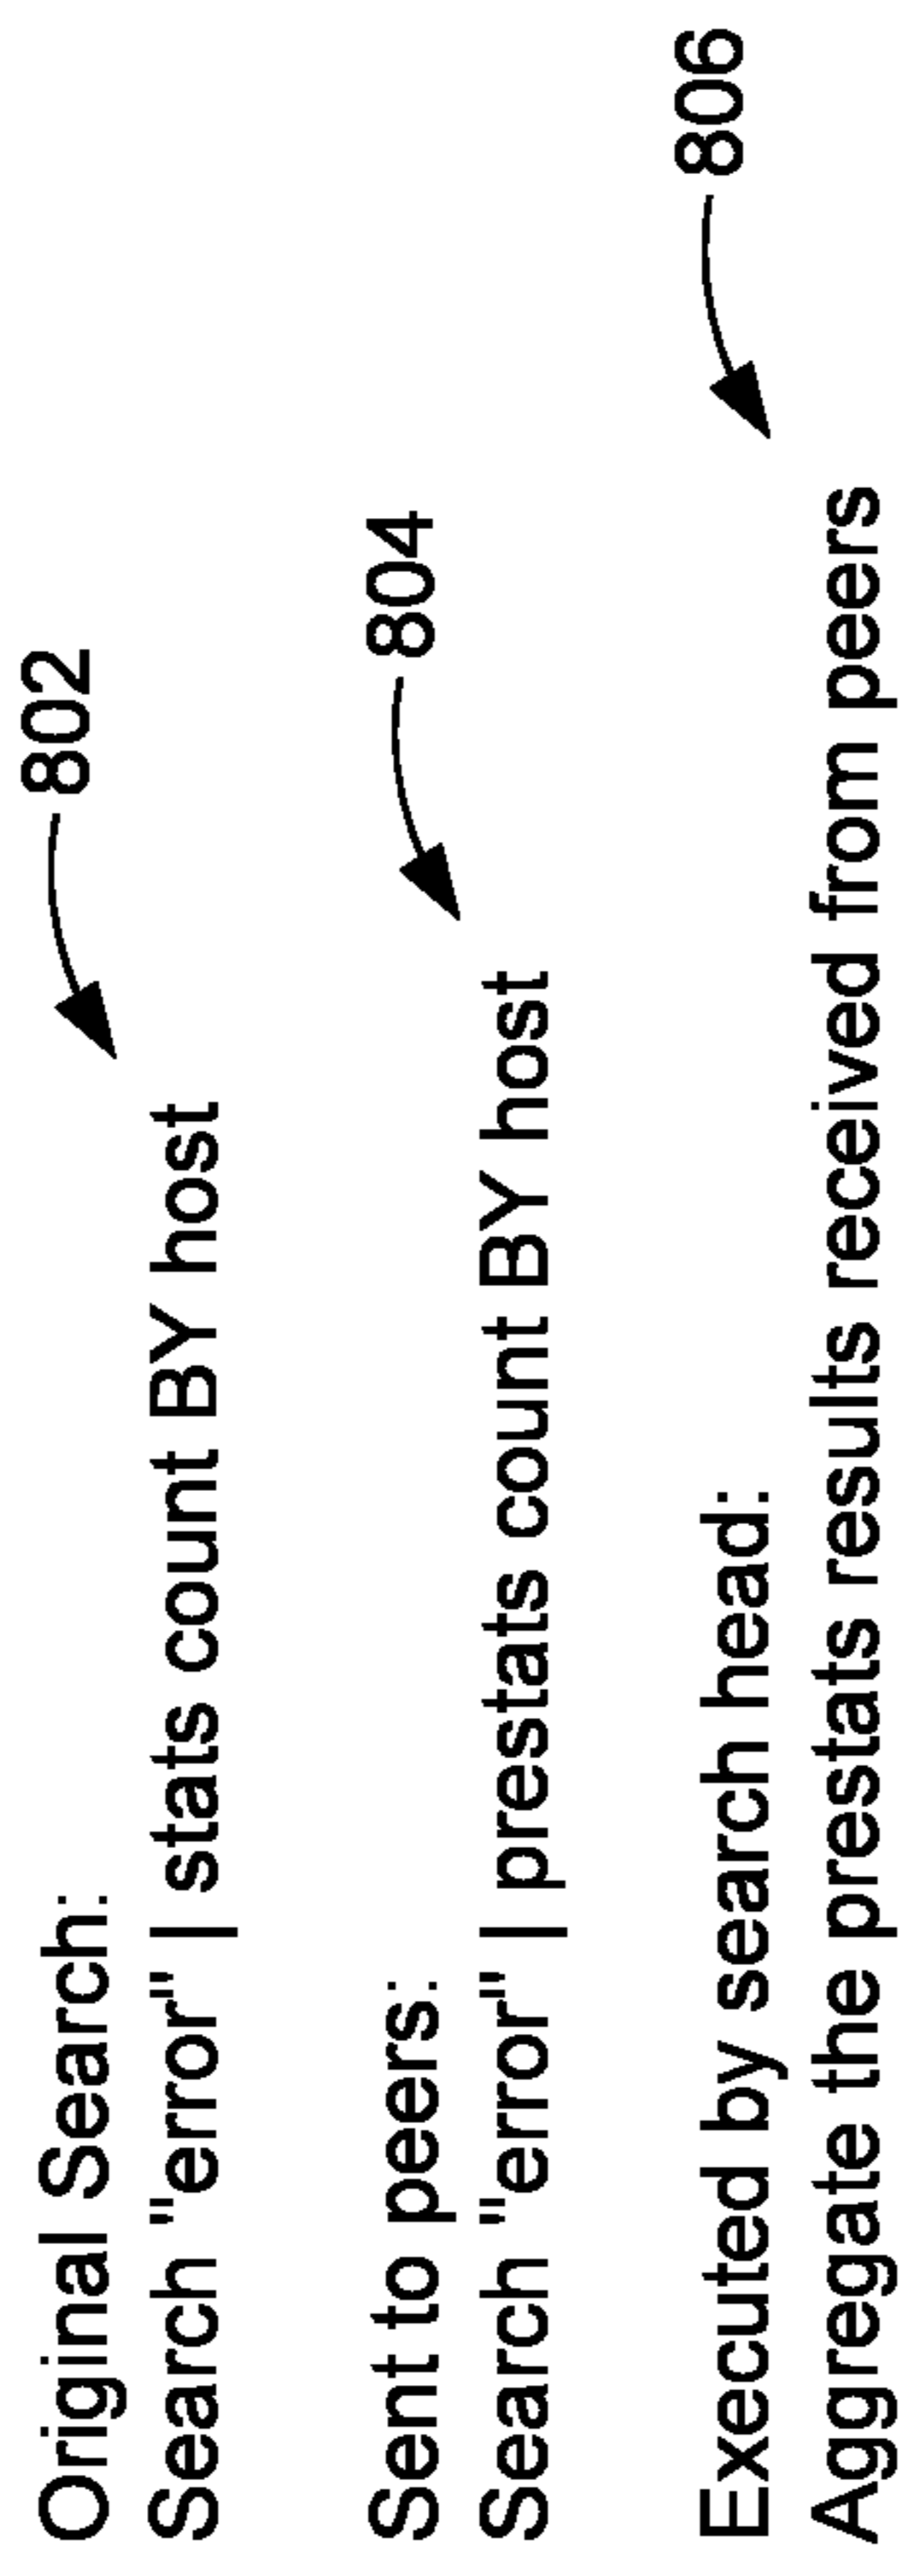 Original Search: 802
Search "error" | stats count BY host
Sent to peers: 804
Search "error" | prestats count BY host
Executed by search head: 806
Aggregate the prestats results received from peers